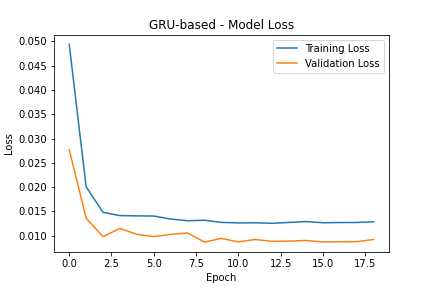 GRU-based - Model Loss
Training Loss
Validation Loss
0.050
0.045
0.040
0.035
0.030
0.025
0.020
0.015
0.010
Loss
0.0 2.5 5.0 7.5 10.0 12.5 15.0 17.5
Epoch